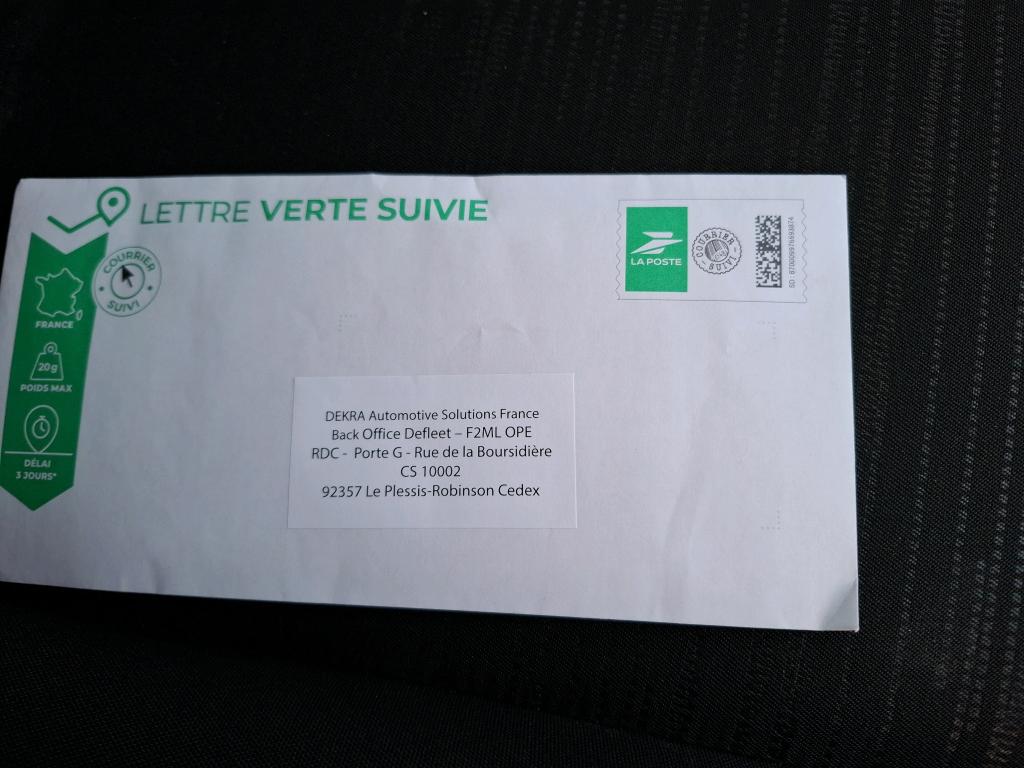 LETTRE VERTE SUIVIE
COURRIER
SUIVI
FRANCE
20g
POIDS MAX
DÉLAI
3 JOURS*
LA POSTE
COURRIER
SUIVI
DEKRA Automotive Solutions France
Back Office Defleet – F2ML OPE
RDC - Porte G - Rue de la Boursidière
CS 10002
92357 Le Plessis-Robinson Cedex